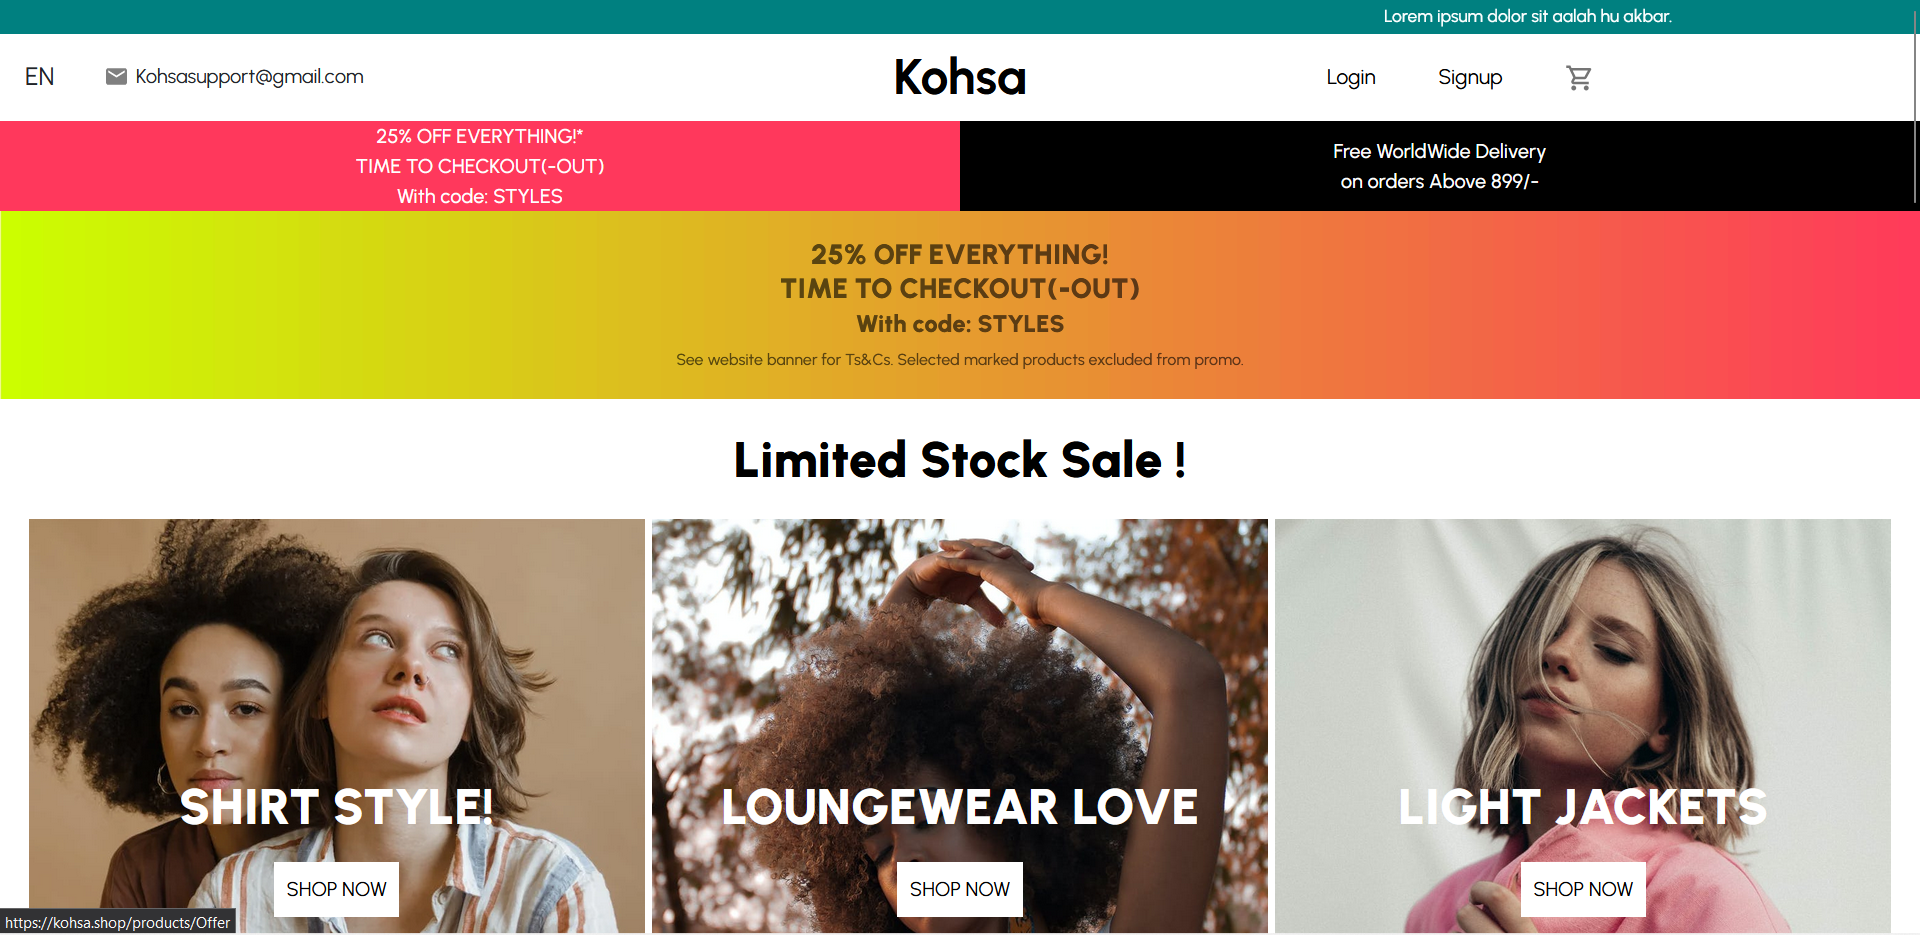 Lorem ipsum dolor sit aalah hu akbar.
EN
Kohsasupport@gmail.com
Kohsa
Login
Signup
25% OFF EVERYTHING!*
TIME TO CHECKOUT(-OUT)
With code: STYLES
Free WorldWide Delivery
on orders Above 899/-
25% OFF EVERYTHING!
TIME TO CHECKOUT(-OUT)
With code: STYLES
See website banner for Ts&Cs. Selected marked products excluded from promo.
Limited Stock Sale !
SHIRT STYLE!
SHOP NOW
LOUNGEWEAR LOVE
SHOP NOW
LIGHT JACKETS
SHOP NOW
https://kohsa.shop/products/Offer